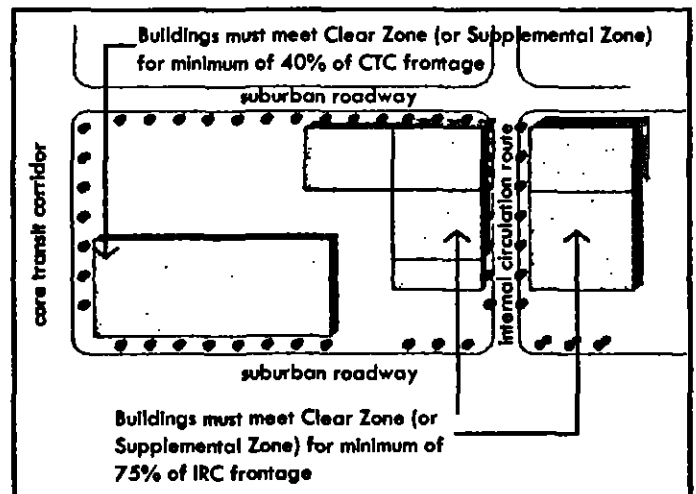 Buildings must meet Clear Zone (or Supplemental Zone)
for minimum of 40% of CTC frontage
suburban roadway
core transit corridor
internal circulation route
suburban roadway
Buildings must meet Clear Zone (or
Supplemental Zone) for minimum of
75% of IRC frontage